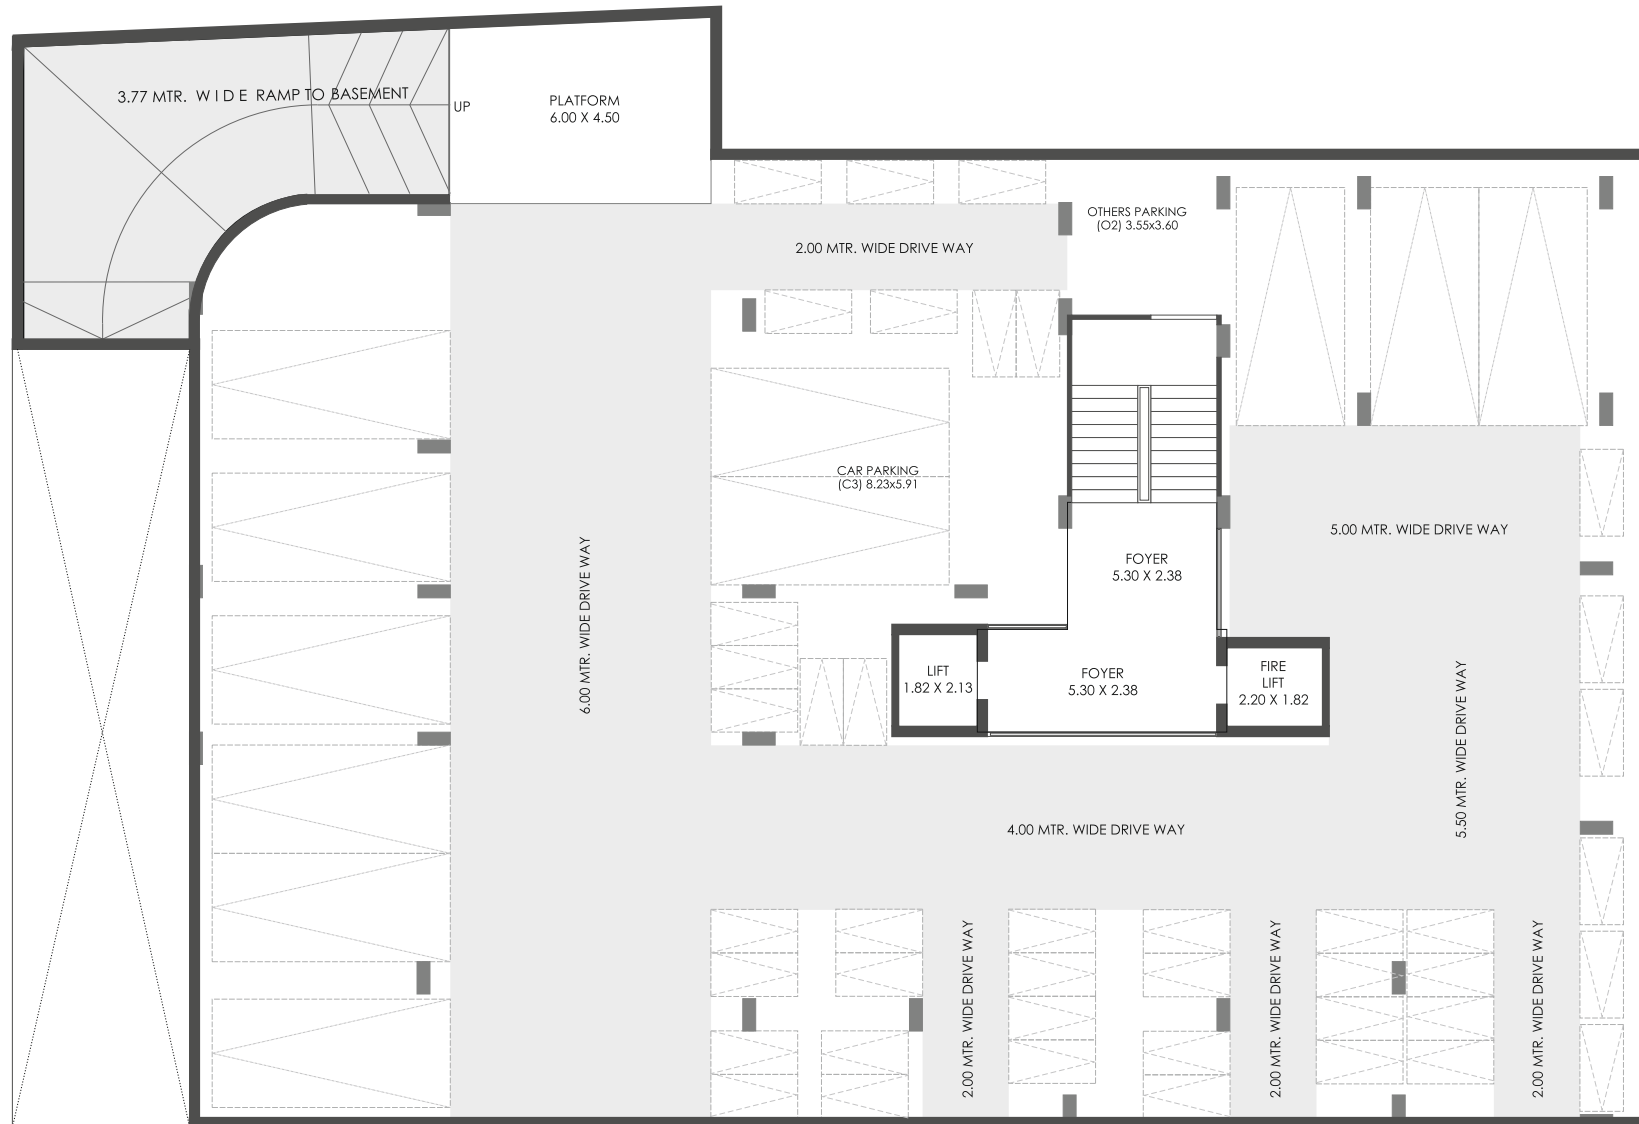 3.77 MTR. WIDE RAMP TO BASEMENT
UP
PLATFORM
6.00 X 4.50
OTHERS PARKING
(O2) 3.55x3.60
2.00 MTR. WIDE DRIVE WAY
CAR PARKING
(C3) 8.23x5.91
5.00 MTR. WIDE DRIVE WAY
FOYER
5.30 X 2.38
6.00 MTR. WIDE DRIVE WAY
LIFT
1.82 X 2.13
FOYER
5.30 X 2.38
FIRE
LIFT
2.20 X 1.82
5.50 MTR. WIDE DRIVE WAY
4.00 MTR. WIDE DRIVE WAY
2.00 MTR. WIDE DRIVE WAY
2.00 MTR. WIDE DRIVE WAY
2.00 MTR. WIDE DRIVE WAY